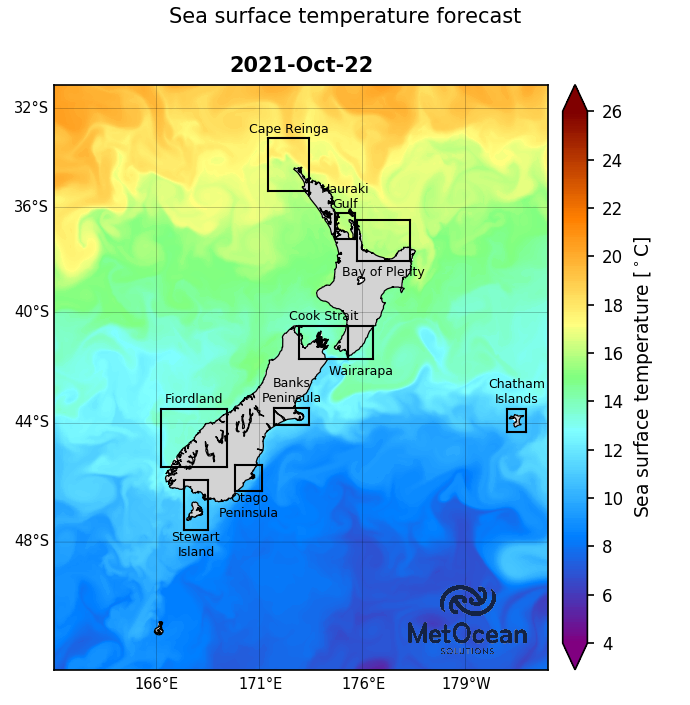 Sea surface temperature forecast
2021-Oct-22
32°S
36°S
40°S
44°S
48°S
Cape Reinga
Hauraki
Gulf
Bay of Plenty
Cook Strait
Wairarapa
Banks
Peninsula
Fiordland
Chatham
Islands
Otago
Peninsula
Stewart
Island
MetOcean
SOLUTIONS
166°E
171°E
176°E
179°W
26
24
22
20
18
16
14
12
10
8
6
4
Sea surface temperature [°C]